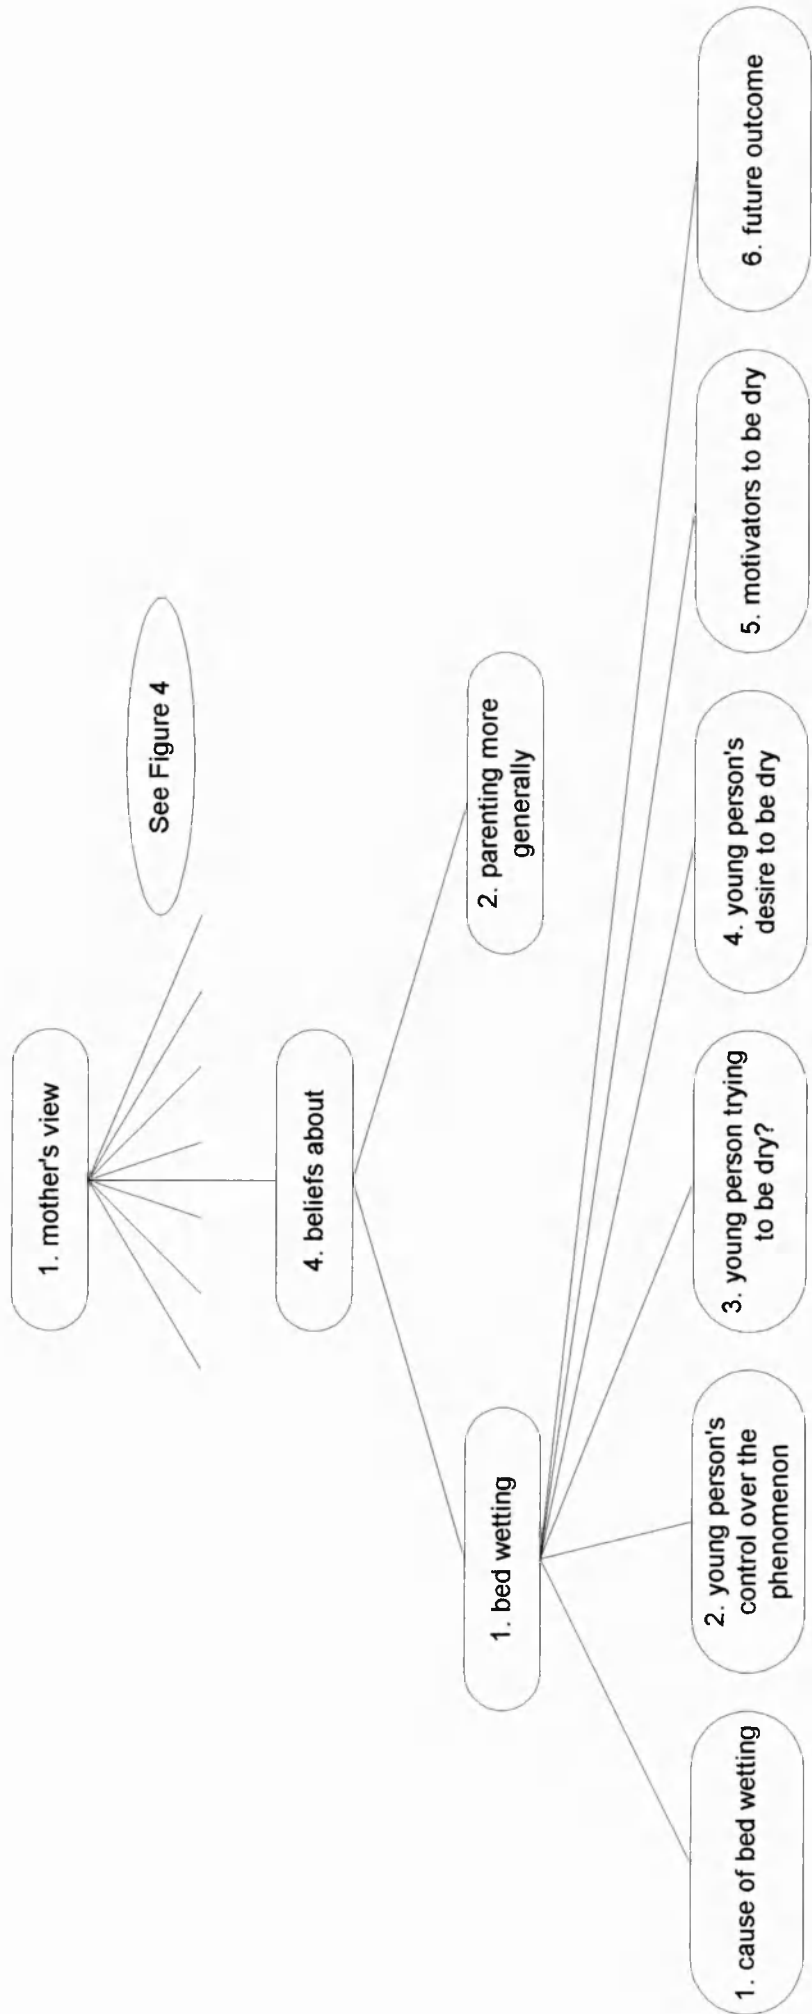 1. mother's view
See Figure 4
4. beliefs about
1. bed wetting
2. parenting more
generally
1. cause of bed wetting
2. young person's
control over the
phenomenon
3. young person trying
to be dry?
4. young person's
desire to be dry
5. motivators to be dry
6. future outcome